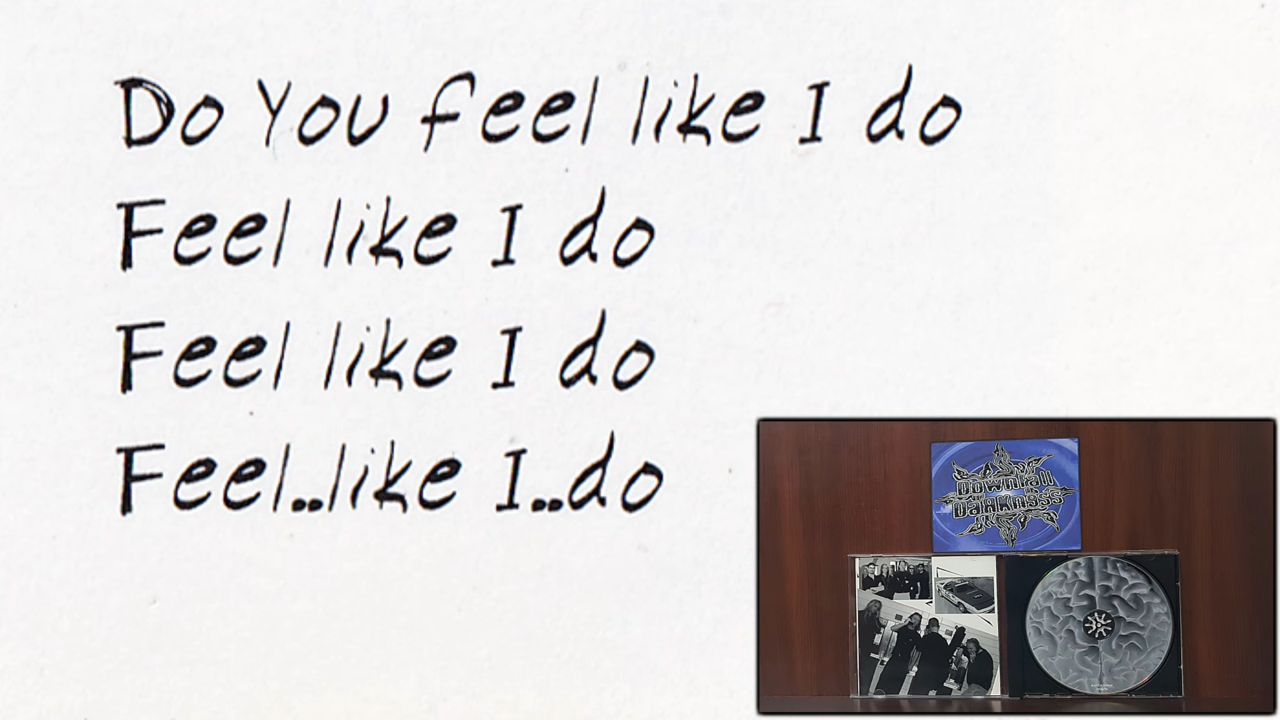 Do You feel like I do
Feel like I do
Feel like I do
Feel..like I..do
Downfall
Darkness